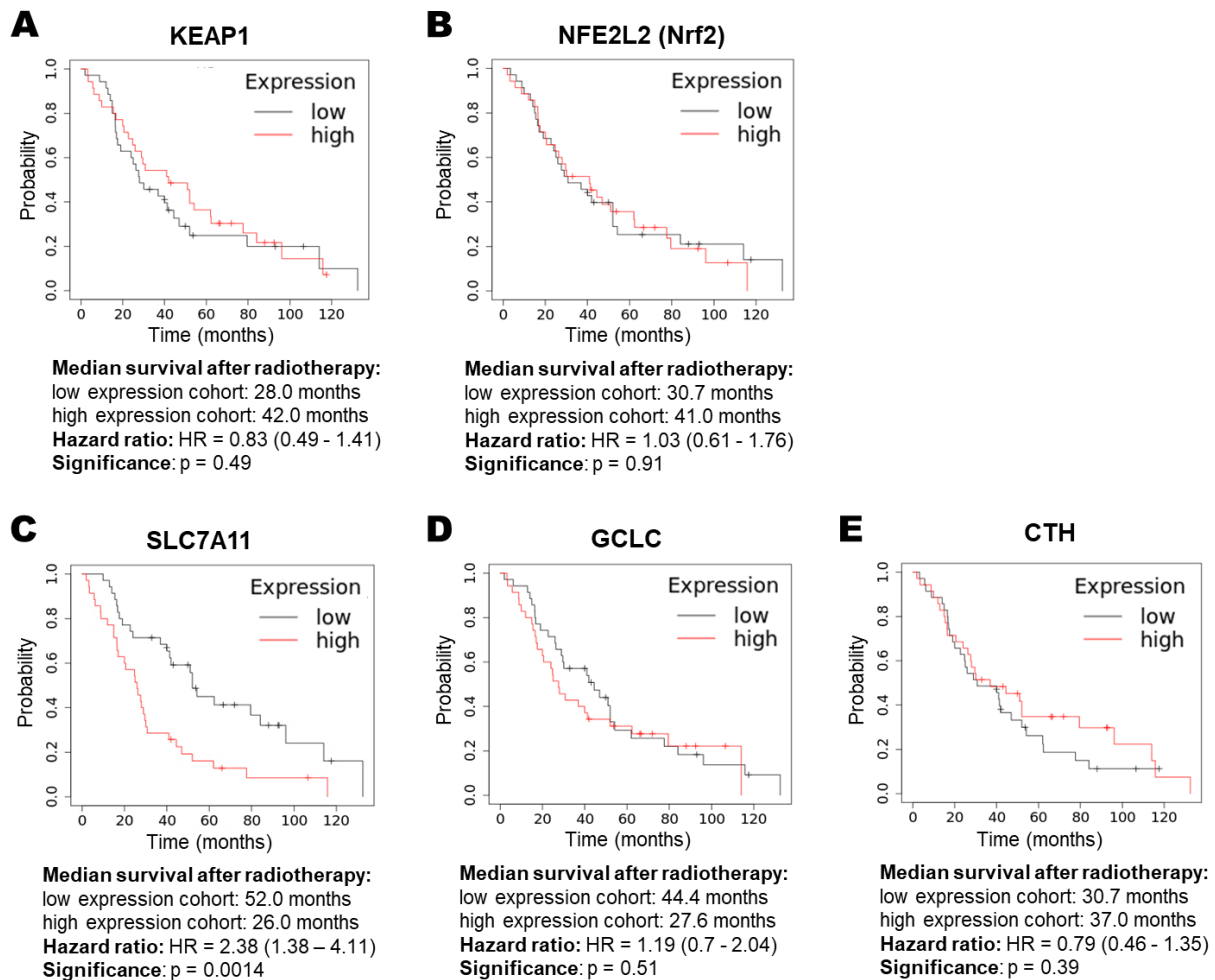 A
KEAP1
Expression
low
high
Probability
0.0
0.2
0.4
0.6
0.8
1.0
0 20 40 60 80 100 120
Time (months)
Median survival after radiotherapy:
low expression cohort: 28.0 months
high expression cohort: 42.0 months
Hazard ratio: HR = 0.83 (0.49 - 1.41)
Significance: p = 0.49
B
NFE2L2 (Nrf2)
Expression
low
high
Probability
0.0
0.2
0.4
0.6
0.8
1.0
0 20 40 60 80 100 120
Time (months)
Median survival after radiotherapy:
low expression cohort: 30.7 months
high expression cohort: 41.0 months
Hazard ratio: HR = 1.03 (0.61 - 1.76)
Significance: p = 0.91
C
SLC7A11
Expression
low
high
Probability
0.0
0.2
0.4
0.6
0.8
1.0
0 20 40 60 80 100 120
Time (months)
Median survival after radiotherapy:
low expression cohort: 52.0 months
high expression cohort: 26.0 months
Hazard ratio: HR = 2.38 (1.38 – 4.11)
Significance: p = 0.0014
D
GCLC
Expression
low
high
Probability
0.0
0.2
0.4
0.6
0.8
1.0
0 20 40 60 80 100 120
Time (months)
Median survival after radiotherapy:
low expression cohort: 44.4 months
high expression cohort: 27.6 months
Hazard ratio: HR = 1.19 (0.7 - 2.04)
Significance: p = 0.51
E
CTH
Expression
low
high
Probability
0.0
0.2
0.4
0.6
0.8
1.0
0 20 40 60 80 100 120
Time (months)
Median survival after radiotherapy:
low expression cohort: 30.7 months
high expression cohort: 37.0 months
Hazard ratio: HR = 0.79 (0.46 - 1.35)
Significance: p = 0.39